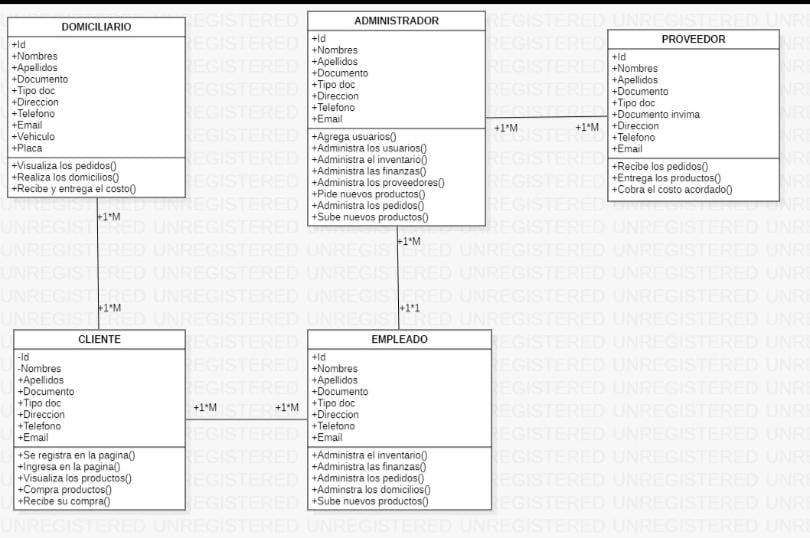 DOMICILIARIO
+Id
+Nombres
+Apellidos
+Documento
+Tipo doc
+Direccion
+Telefono
+Email
+Vehiculo
+Placa
+Visualiza los pedidos()
+Realiza los domicilios()
+Recibe y entrega el costo()
ADMINISTRADOR
+Id
+Nombres
+Apellidos
+Documento
+Tipo doc
+Direccion
+Telefono
+Email
+Agrega usuarios()
+Administra los usuarios()
+Administra el inventario()
+Administra las finanzas()
+Administra los proveedores()
+Pide nuevos productos()
+Administra los pedidos()
+Sube nuevos productos()
+1*M
+1*M
PROVEEDOR
+Id
+Nombres
+Apellidos
+Documento
+Tipo doc
+Documento invima
+Direccion
+Telefono
+Email
+Recibe los pedidos()
+Entrega los productos()
+Cobra el costo acordado()
+1*M
+1*M
+1*M
+1*1
CLIENTE
-Id
-Nombres
+Apellidos
+Documento
+Tipo doc
+Direccion
+Telefono
+Email
+Se registra en la pagina()
+Ingresa en la pagina()
+Visualiza los productos()
+Compra productos()
+Recibe su compra()
+1*M
+1*M
EMPLEADO
+Id
+Nombres
+Apellidos
+Documento
+Tipo doc
+Direccion
+Telefono
+Email
+Administra el inventario()
+Administra las finanzas()
+Administra los pedidos()
+Adminstra los domicilios()
+Sube nuevos productos()
UNREGISTERED